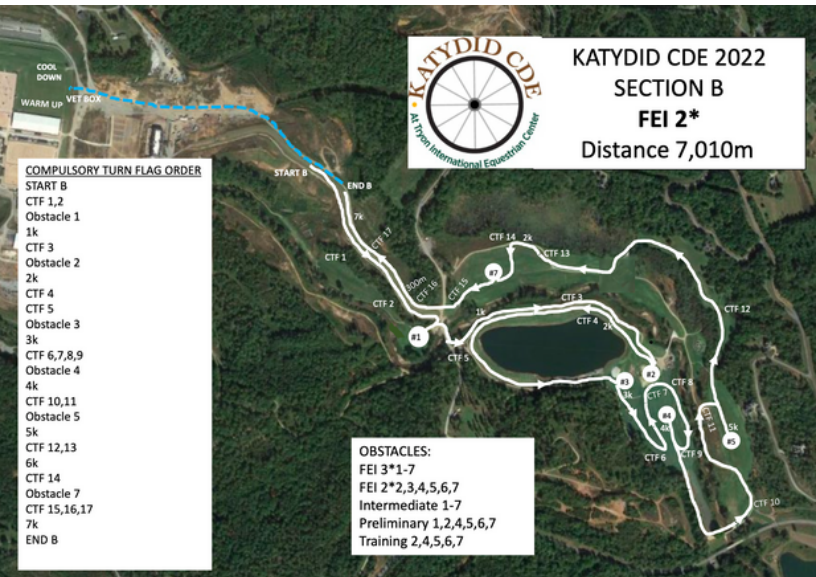 KATYDID CDE
At Tryon International Equestrian Center
KATYDID CDE 2022
SECTION B
FEI 2*
Distance 7,010m
COOL
DOWN
WARM UP
VET BOX
START B
END B
7k
CTF 17
CTF 1
300m
CTF 16
CTF 2
CTF 15
#1
CTF 14
2k
CTF 13
#7
1k
CTF 3
CTF 4
2k
CTF 5
CTF 12
#3
#2
3k
CTF 7
CTF 8
#4
4k
CTF 6
CTF 9
CTF 11
5k
#5
CTF 10
COMPULSORY TURN FLAG ORDER
START B
CTF 1,2
Obstacle 1
1k
CTF 3
Obstacle 2
2k
CTF 4
CTF 5
Obstacle 3
3k
CTF 6,7,8,9
Obstacle 4
4k
CTF 10,11
Obstacle 5
5k
CTF 12,13
6k
CTF 14
Obstacle 7
CTF 15,16,17
7k
END B
OBSTACLES:
FEI 3*1-7
FEI 2*2,3,4,5,6,7
Intermediate 1-7
Preliminary 1,2,4,5,6,7
Training 2,4,5,6,7